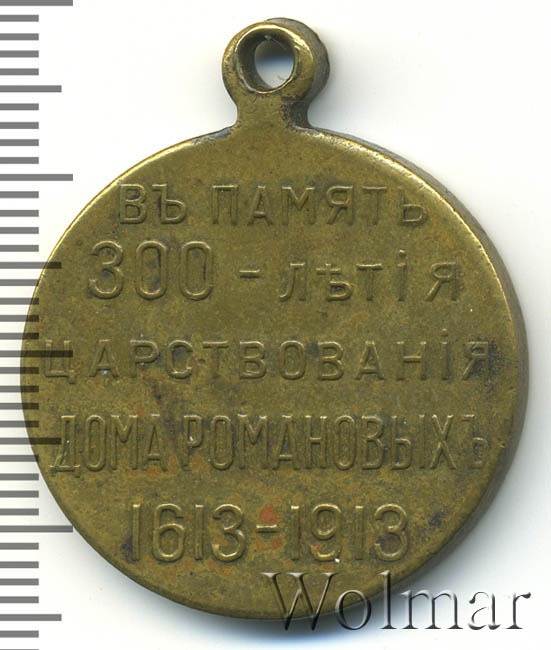 ВЪ ПАМЯТЬ
300-ЛѢТІЯ
ЦАРСТВОВАНІЯ
ДОМА РОМАНОВЫХЪ
1613-1913
Wolmar